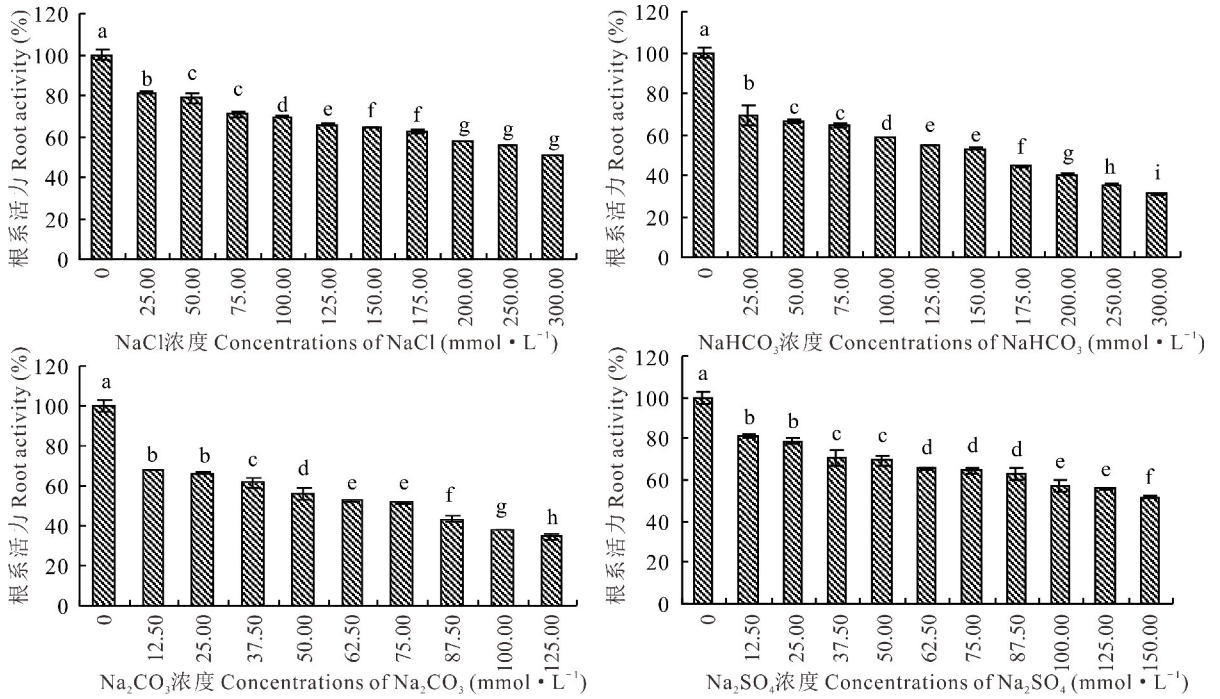 根系活力 Root activity (%)
120
100
80
60
40
20
0
a
b
c
c
d
e
f
f
g
g
g
0
25.00
50.00
75.00
100.00
125.00
150.00
175.00
200.00
250.00
300.00
NaCl浓度 Concentrations of NaCl (mmol·L⁻¹)
根系活力 Root activity (%)
120
100
80
60
40
20
0
a
b
c
c
d
e
e
f
g
h
i
0
25.00
50.00
75.00
100.00
125.00
150.00
175.00
200.00
250.00
300.00
NaHCO₃浓度 Concentrations of NaHCO₃ (mmol·L⁻¹)
根系活力 Root activity (%)
120
100
80
60
40
20
0
a
b
b
c
d
e
e
f
g
h
0
12.50
25.00
37.50
50.00
62.50
75.00
87.50
100.00
125.00
Na₂CO₃浓度 Concentrations of Na₂CO₃ (mmol·L⁻¹)
根系活力 Root activity (%)
120
100
80
60
40
20
0
a
b
b
c
c
d
d
d
e
e
f
0
12.50
25.00
37.50
50.00
62.50
75.00
87.50
100.00
125.00
150.00
Na₂SO₄浓度 Concentrations of Na₂SO₄ (mmol·L⁻¹)